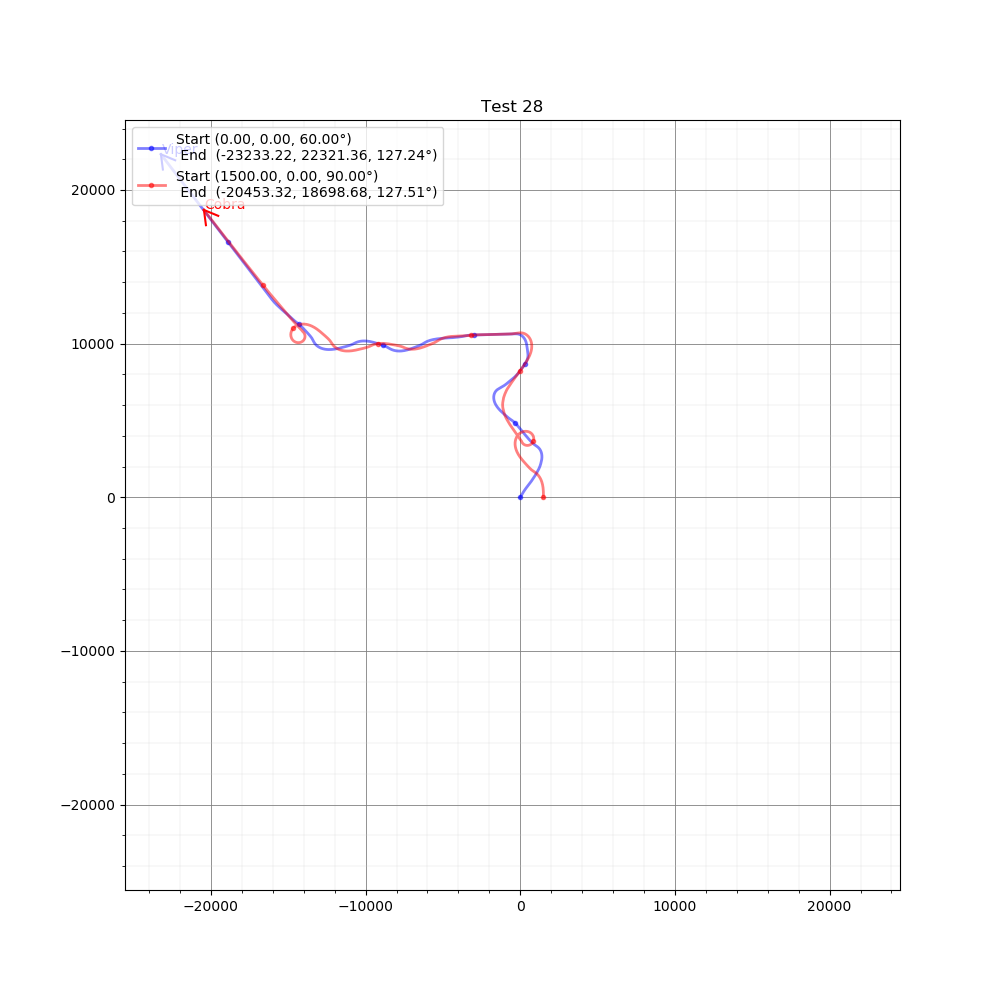 Test 28
Start (0.00, 0.00, 60.00°)
End (-23233.22, 22321.36, 127.24°)
Start (1500.00, 0.00, 90.00°)
End (-20453.32, 18698.68, 127.51°)
Viper
Cobra
20000
10000
0
−10000
−20000
−20000 −10000 0 10000 20000